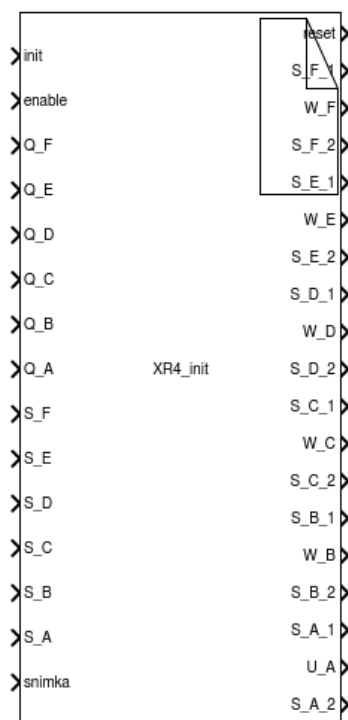 init
enable
Q_F
Q_E
Q_D
Q_C
Q_B
Q_A
S_F
S_E
S_D
S_C
S_B
S_A
snimka
XR4_init
reset
S_F_1
W_F
S_F_2
S_E_1
W_E
S_E_2
S_D_1
W_D
S_D_2
S_C_1
W_C
S_C_2
S_B_1
W_B
S_B_2
S_A_1
U_A
S_A_2